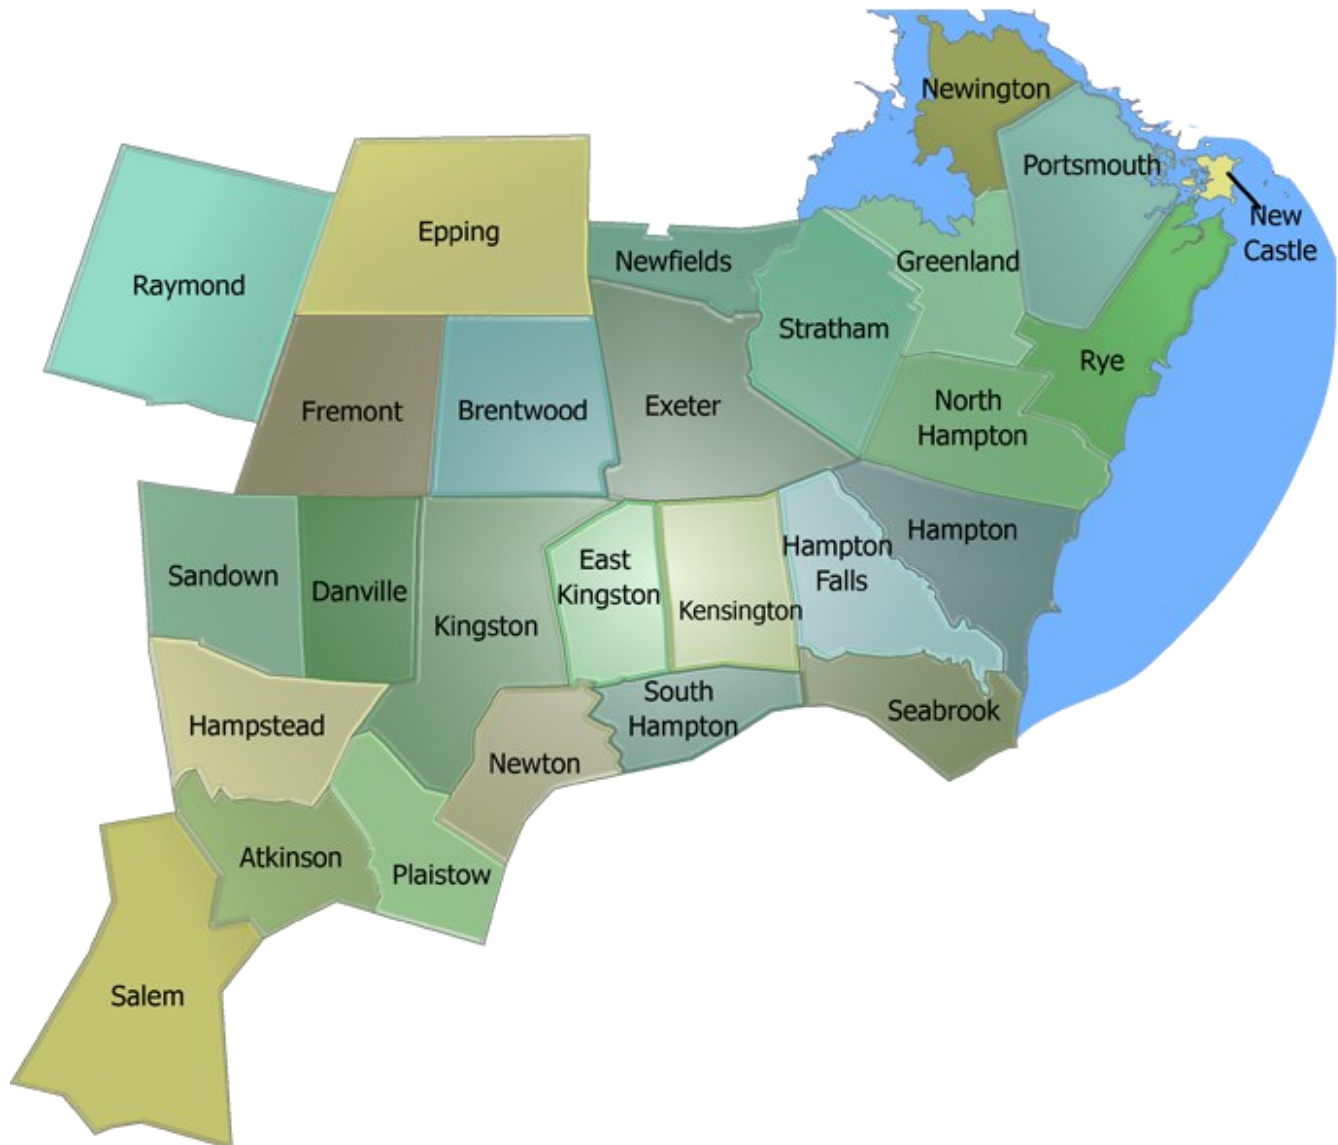 Newington
Portsmouth
New
Castle
Epping
Newfields
Greenland
Raymond
Stratham
Rye
Fremont
Brentwood
Exeter
North
Hampton
Hampton
Hampton
Falls
East
Kingston
Sandown
Danville
Kingston
Kensington
South
Hampton
Seabrook
Hampstead
Newton
Atkinson
Plaistow
Salem